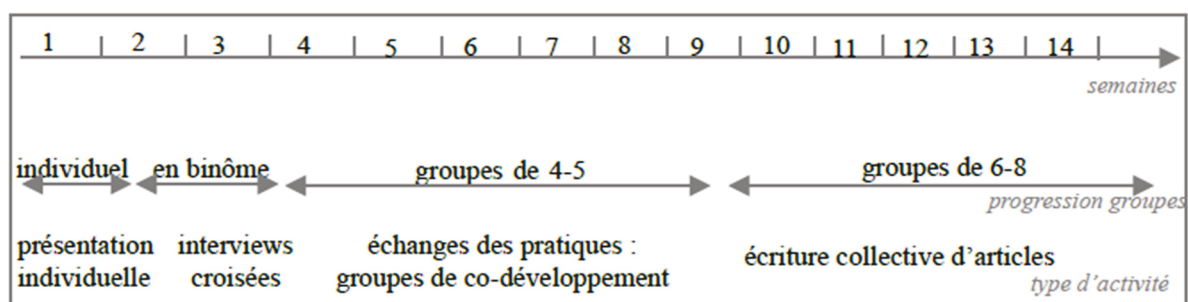 1 | 2 | 3 | 4 | 5 | 6 | 7 | 8 | 9 | 10 | 11 | 12 | 13 | 14 |
semaines
individuel en binôme groupes de 4-5 groupes de 6-8
progression groupes
présentation interviews échanges des pratiques :
individuelle croisées groupes de co-développement écriture collective d'articles
type d'activité